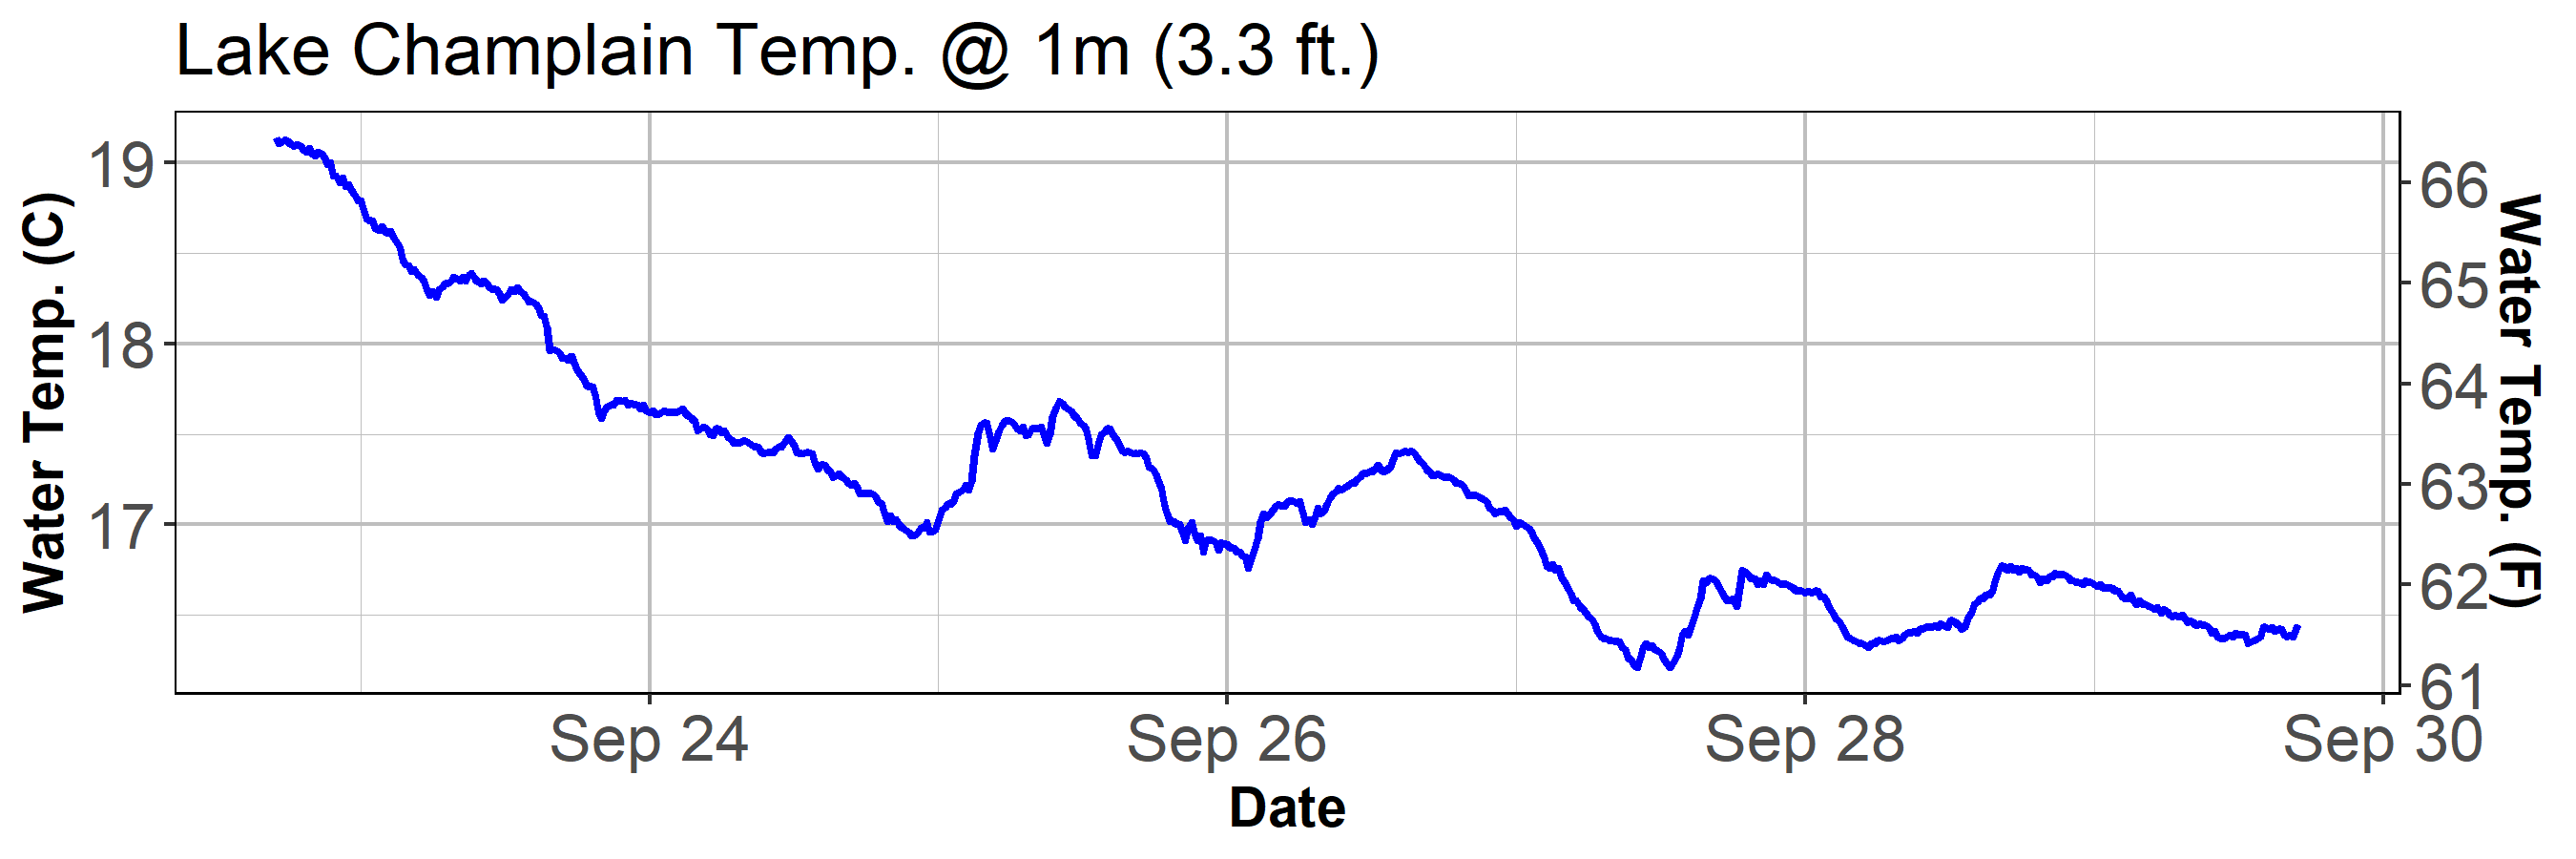 Lake Champlain Temp. @ 1m (3.3 ft.)
Water Temp. (C)
19
18
17
66
65
64
63
62
61
Water Temp. (F)
Sep 24
Sep 26
Sep 28
Sep 30
Date